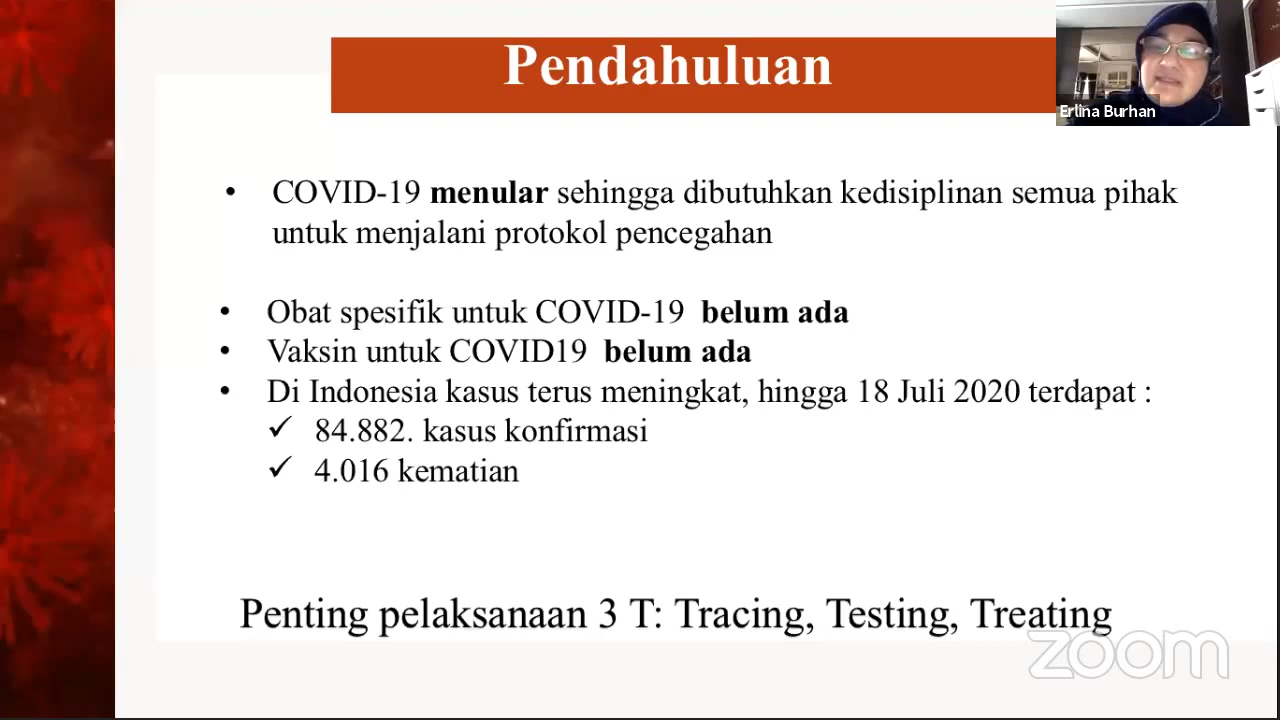 Pendahuluan
Erlina Burhan
• COVID-19 menular sehingga dibutuhkan kedisiplinan semua pihak
untuk menjalani protokol pencegahan
• Obat spesifik untuk COVID-19 belum ada
• Vaksin untuk COVID19 belum ada
• Di Indonesia kasus terus meningkat, hingga 18 Juli 2020 terdapat :
✓ 84.882. kasus konfirmasi
✓ 4.016 kematian
Penting pelaksanaan 3 T: Tracing, Testing, Treating
zoom